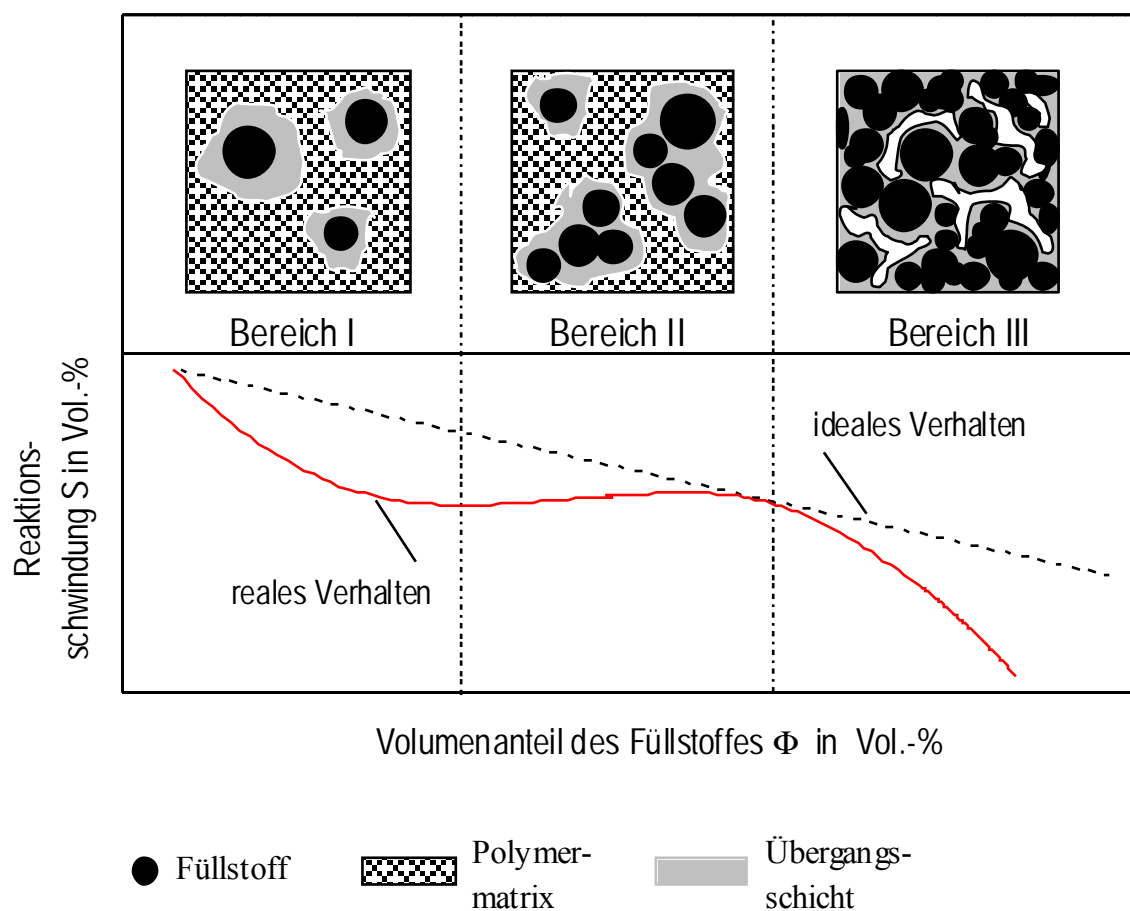 Bereich I
Bereich II
Bereich III
Reaktions-
schwindung S in Vol.-%
ideales Verhalten
reales Verhalten
Volumenanteil des Füllstoffes Φ in Vol.-%
Füllstoff
Polymer-
matrix
Übergangs-
schicht